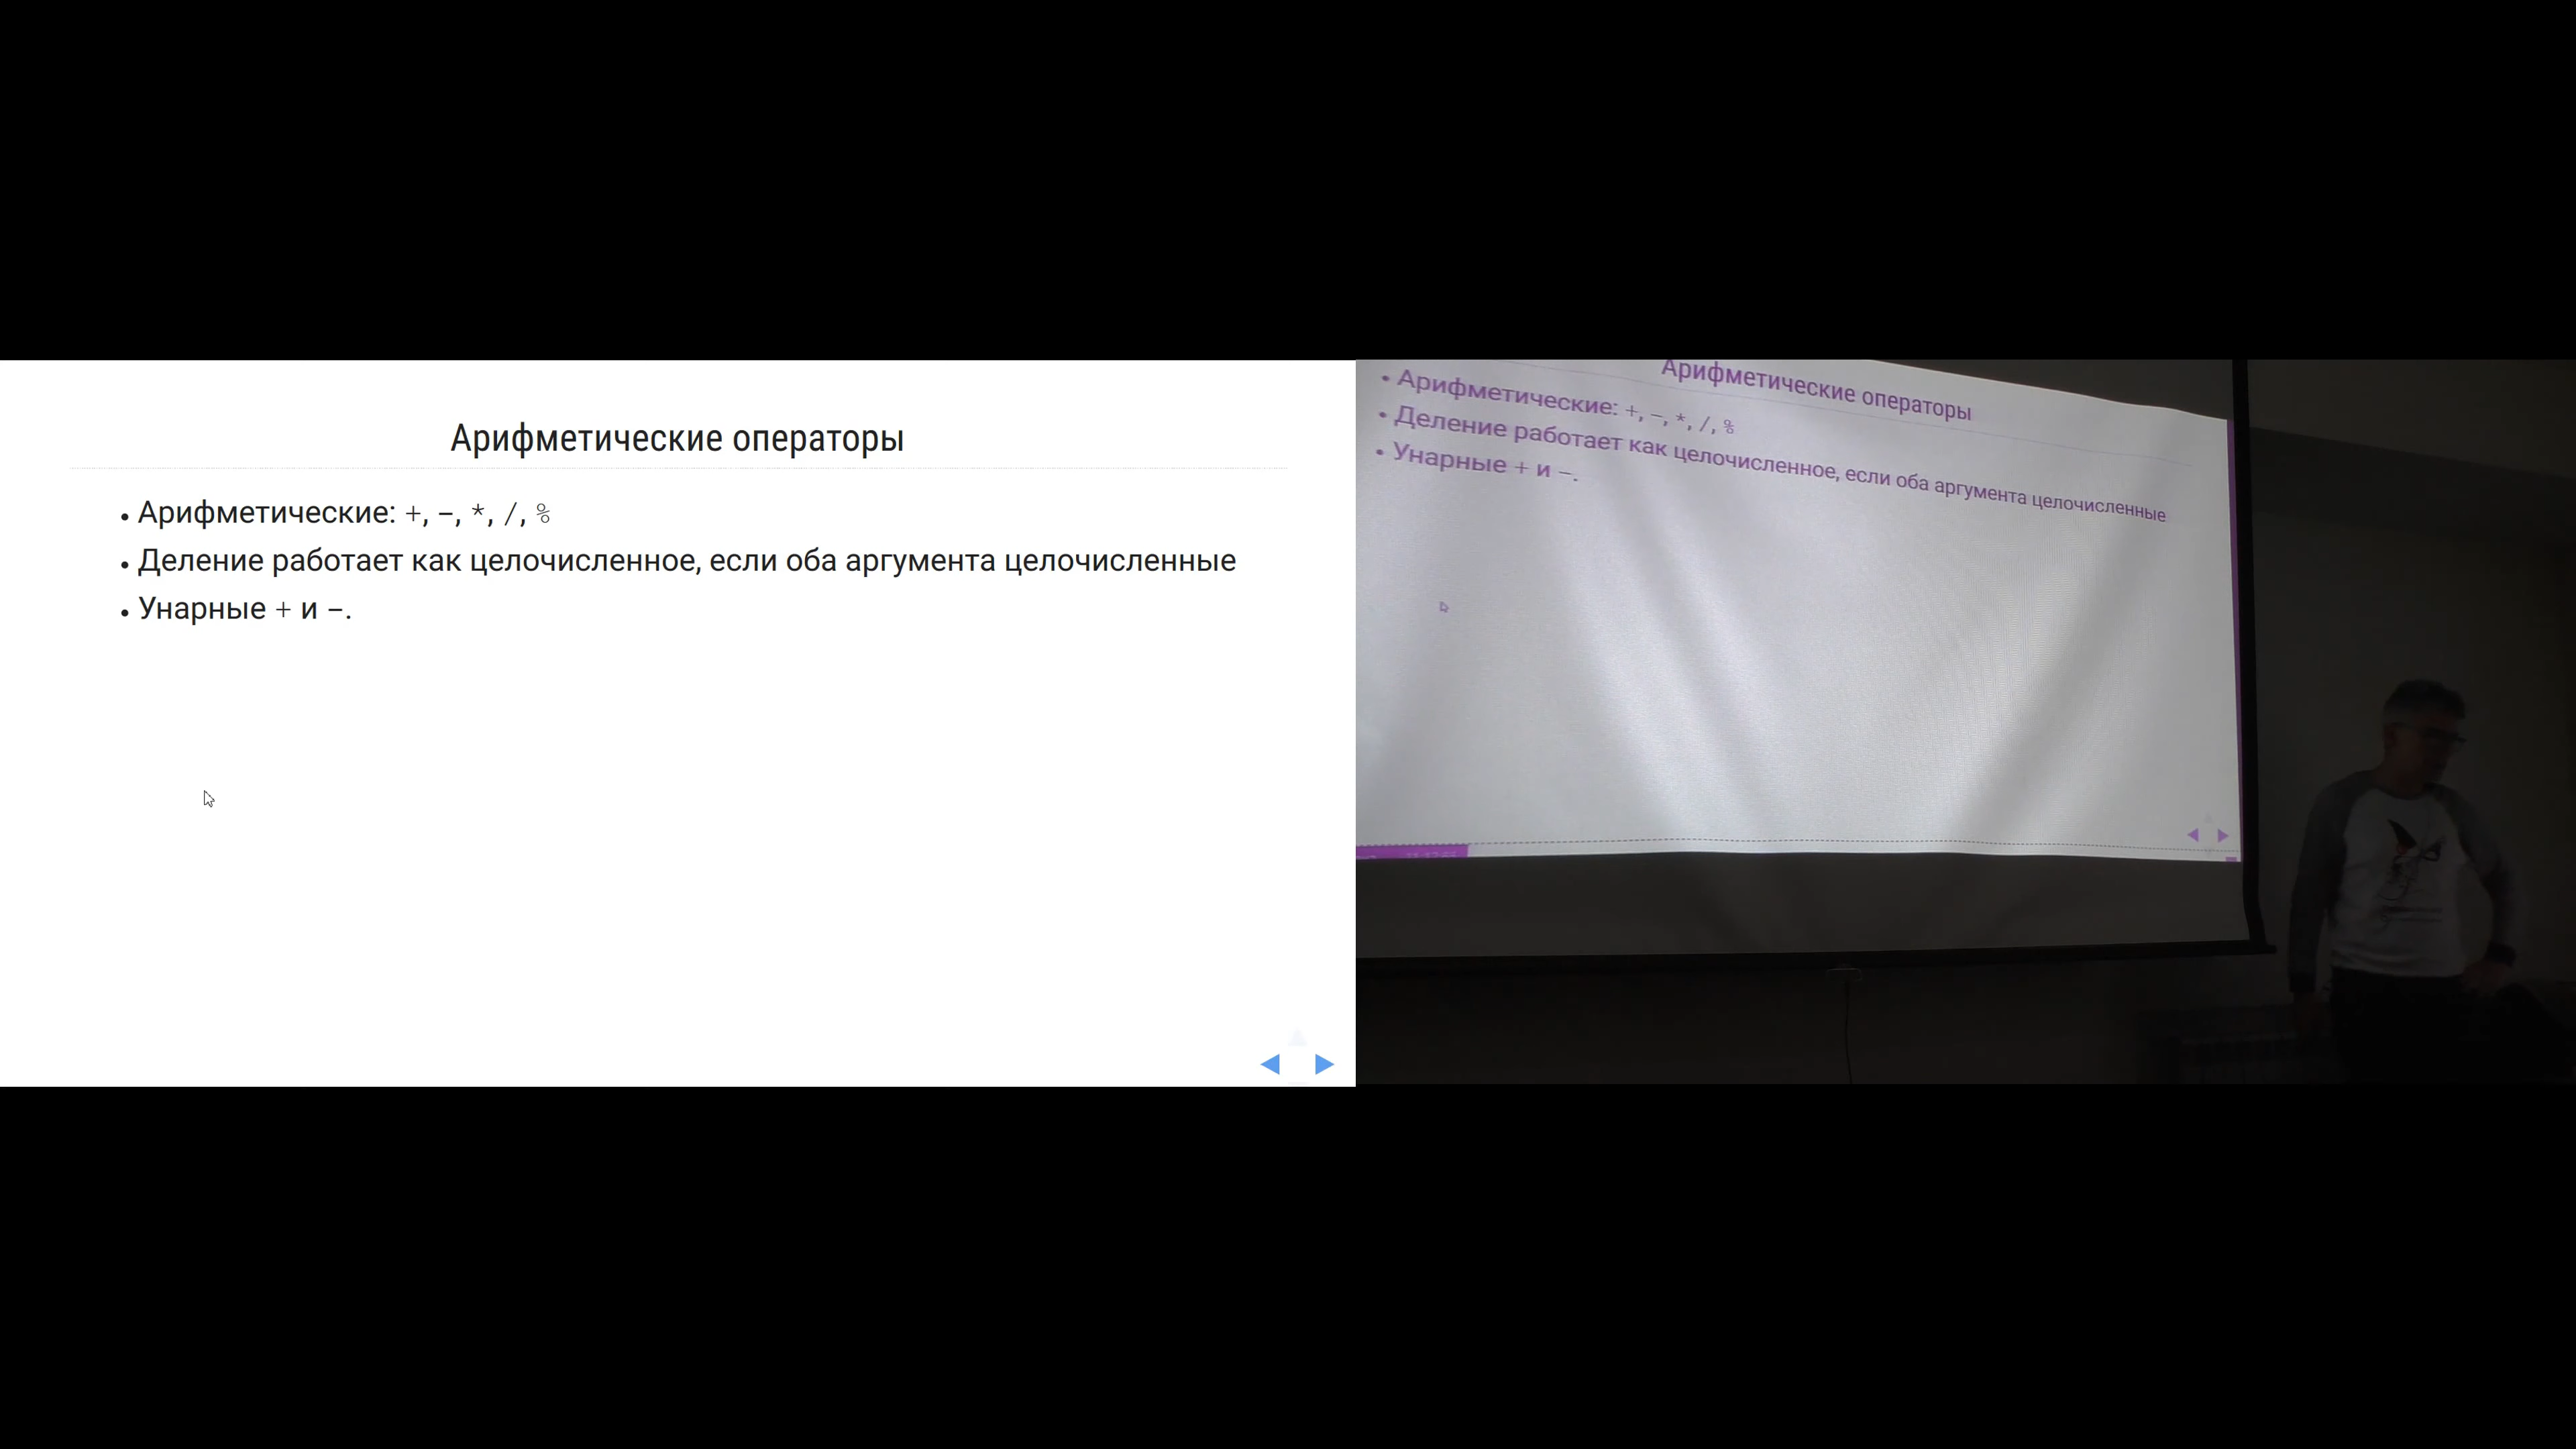 Арифметические операторы
• Арифметические: +, −, *, /, %
• Деление работает как целочисленное, если оба аргумента целочисленные
• Унарные + и −.
Арифметические операторы
• Арифметические: +, −, *, /, %
• Деление работает как целочисленное, если оба аргумента целочисленные
• Унарные + и −.